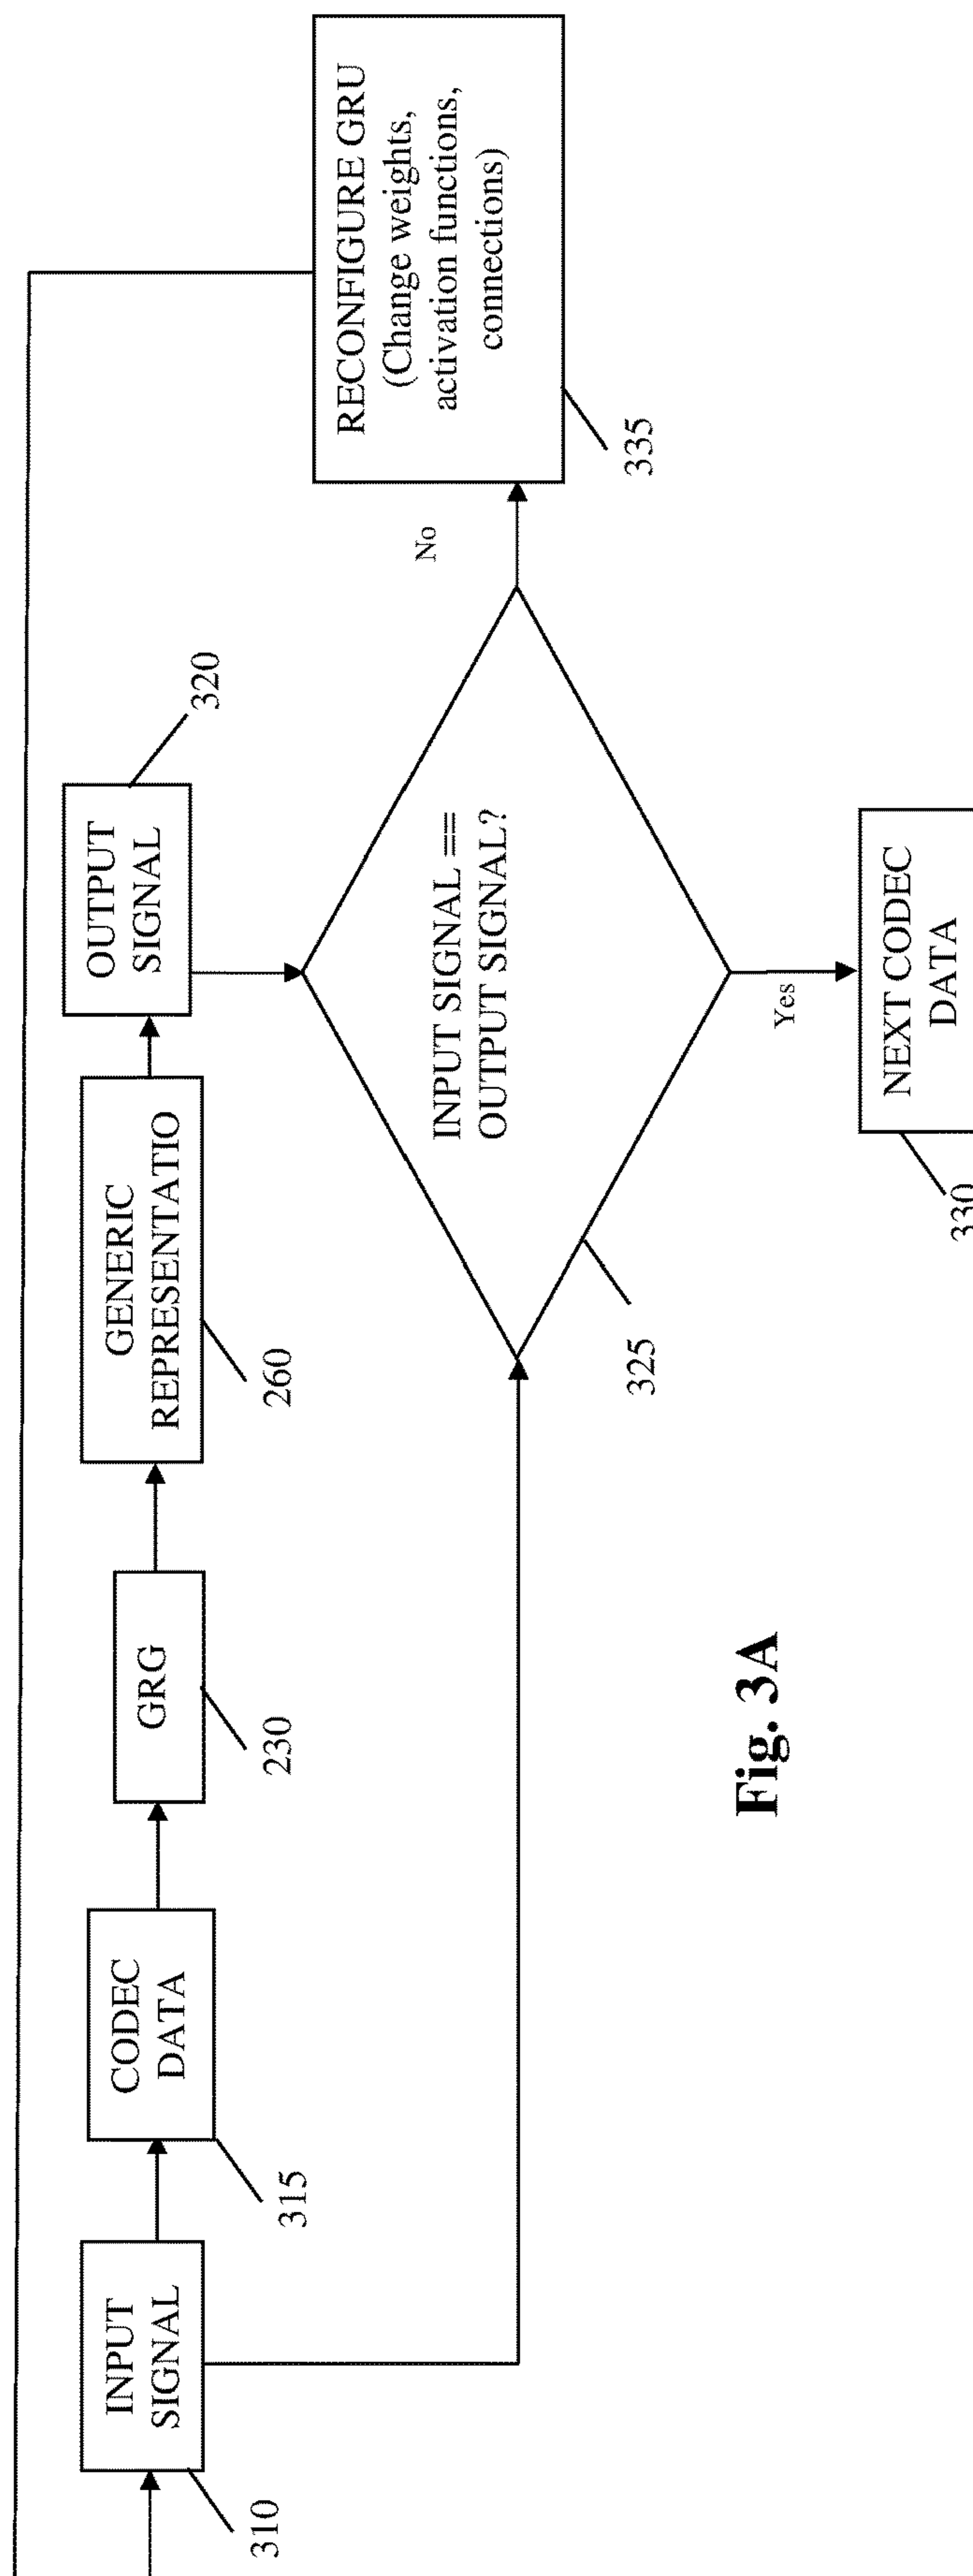 INPUT
SIGNAL
310
CODEC
DATA
315
GRG
230
GENERIC
REPRESENTATIO
260
OUTPUT
SIGNAL
320
INPUT SIGNAL ==
OUTPUT SIGNAL?
325
No
RECONFIGURE GRU
(Change weights,
activation functions,
connections)
335
Yes
NEXT CODEC
DATA
330
Fig. 3A